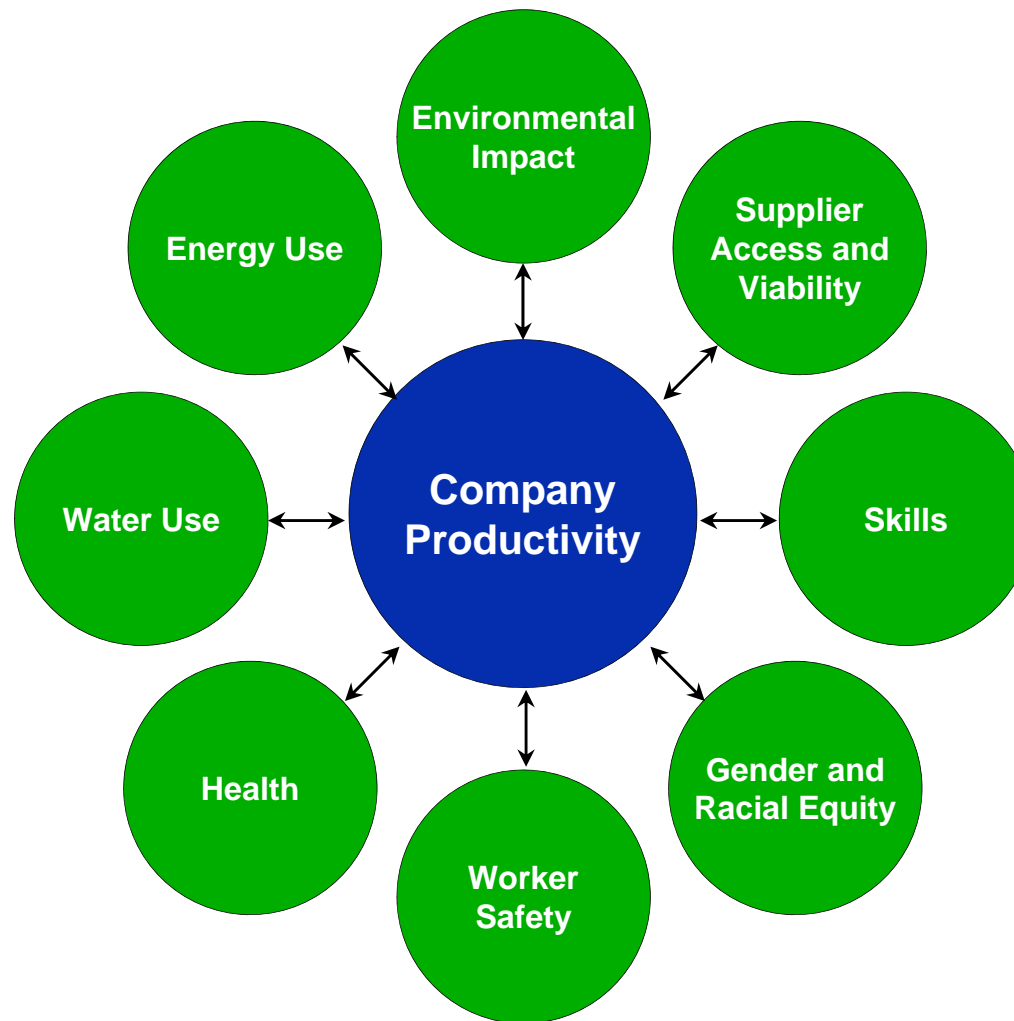 Environmental
Impact
Supplier
Access and
Viability
Energy Use
Company
Productivity
Water Use
Skills
Health
Gender and
Racial Equity
Worker
Safety